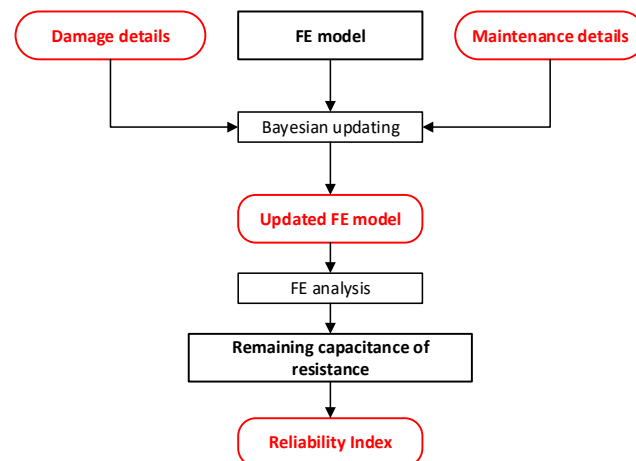 Damage details
FE model
Maintenance details
Bayesian updating
Updated FE model
FE analysis
Remaining capacitance of
resistance
Reliability Index